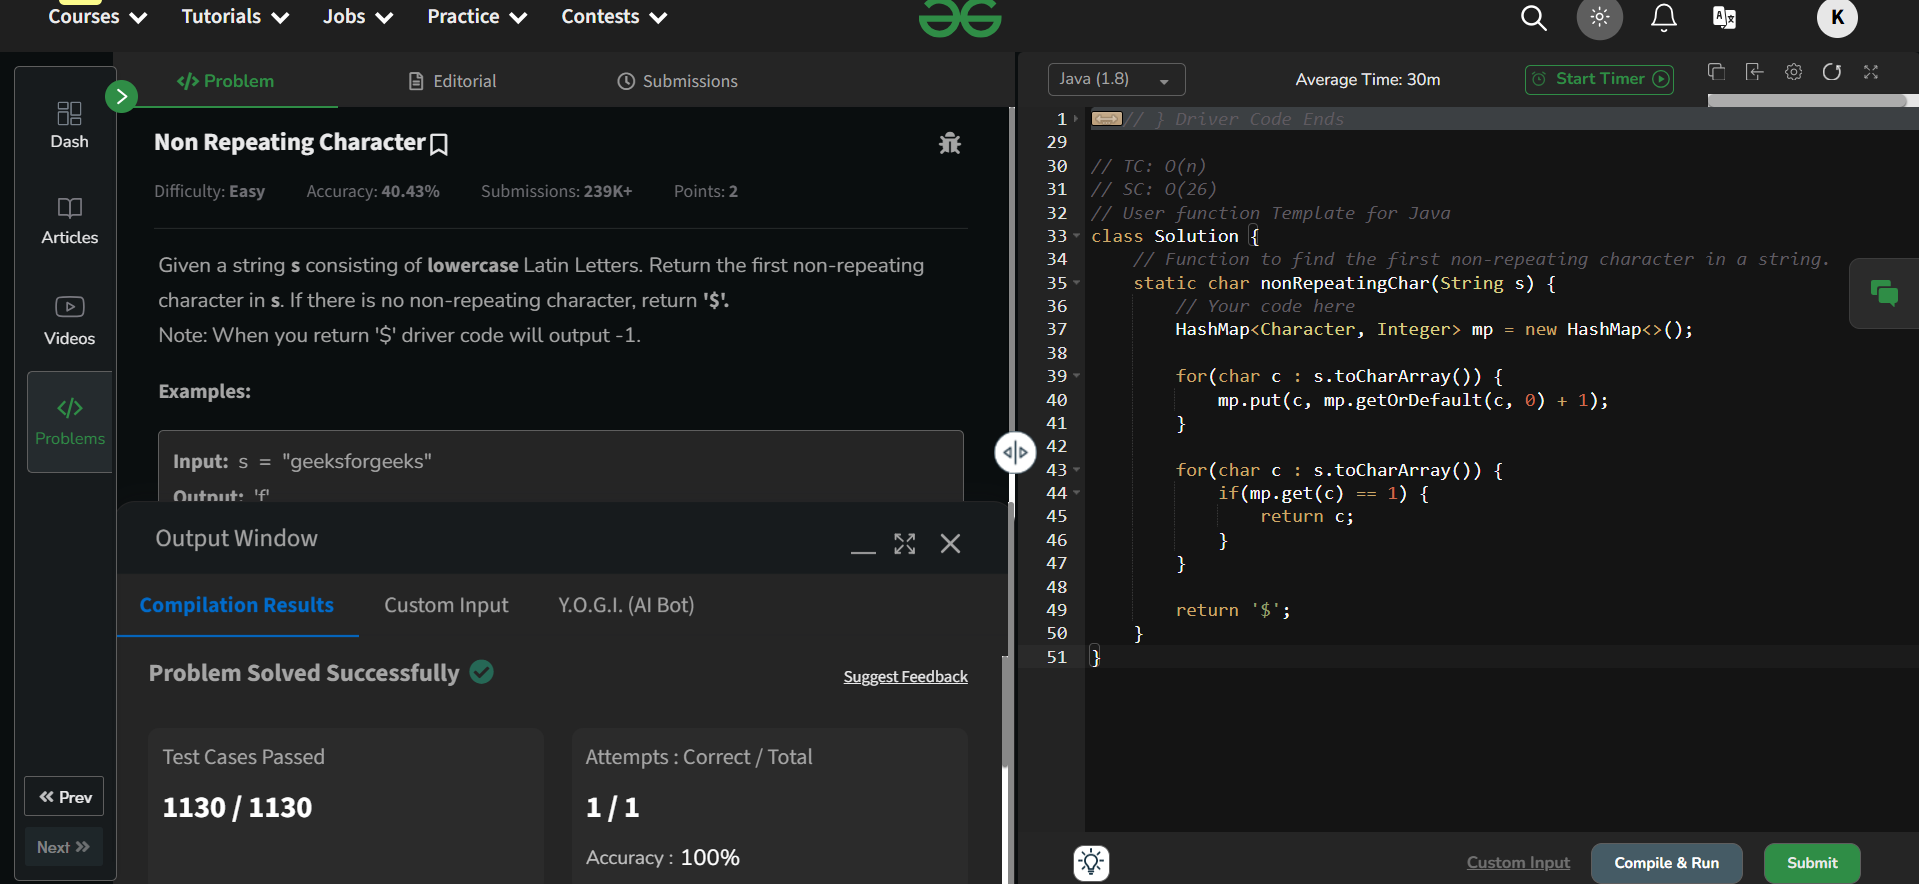 Courses Tutorials Jobs Practice Contests K
Dash
Articles
Videos
Problems
Prev
Next
Problem Editorial Submissions
Non Repeating Character
Difficulty: Easy Accuracy: 40.43% Submissions: 239K+ Points: 2
Given a string s consisting of lowercase Latin Letters. Return the first non-repeating
character in s. If there is no non-repeating character, return '$'.
Note: When you return '$' driver code will output -1.
Examples:
Input: s = "geeksforgeeks"
Output: 'f'
Output Window
Compilation Results Custom Input Y.O.G.I. (AI Bot)
Problem Solved Successfully
Suggest Feedback
Test Cases Passed
1130 / 1130
Attempts : Correct / Total
1 / 1
Accuracy : 100%
Java (1.8) Average Time: 30m Start Timer
1 // } Driver Code Ends
29
30 // TC: O(n)
31 // SC: O(26)
32 // User function Template for Java
33 class Solution {
34 // Function to find the first non-repeating character in a string.
35 static char nonRepeatingChar(String s) {
36 // Your code here
37 HashMap<Character, Integer> mp = new HashMap<>();
38
39 for(char c : s.toCharArray()) {
40 mp.put(c, mp.getOrDefault(c, 0) + 1);
41 }
42
43 for(char c : s.toCharArray()) {
44 if(mp.get(c) == 1) {
45 return c;
46 }
47 }
48
49 return '$';
50 }
51 }
Custom Input Compile & Run Submit